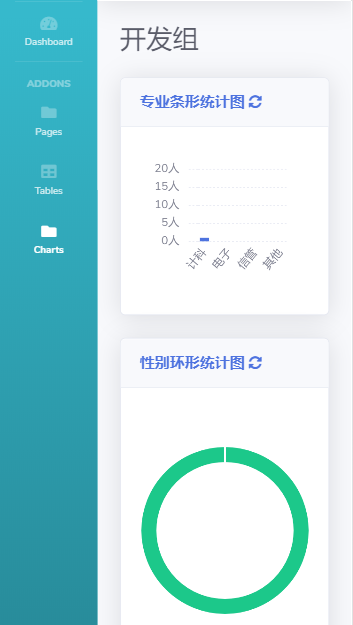 Dashboard
ADDONS
Pages
Tables
Charts
开发组
专业条形统计图
20人
15人
10人
5人
0人
计科
电子
信管
其他
性别环形统计图